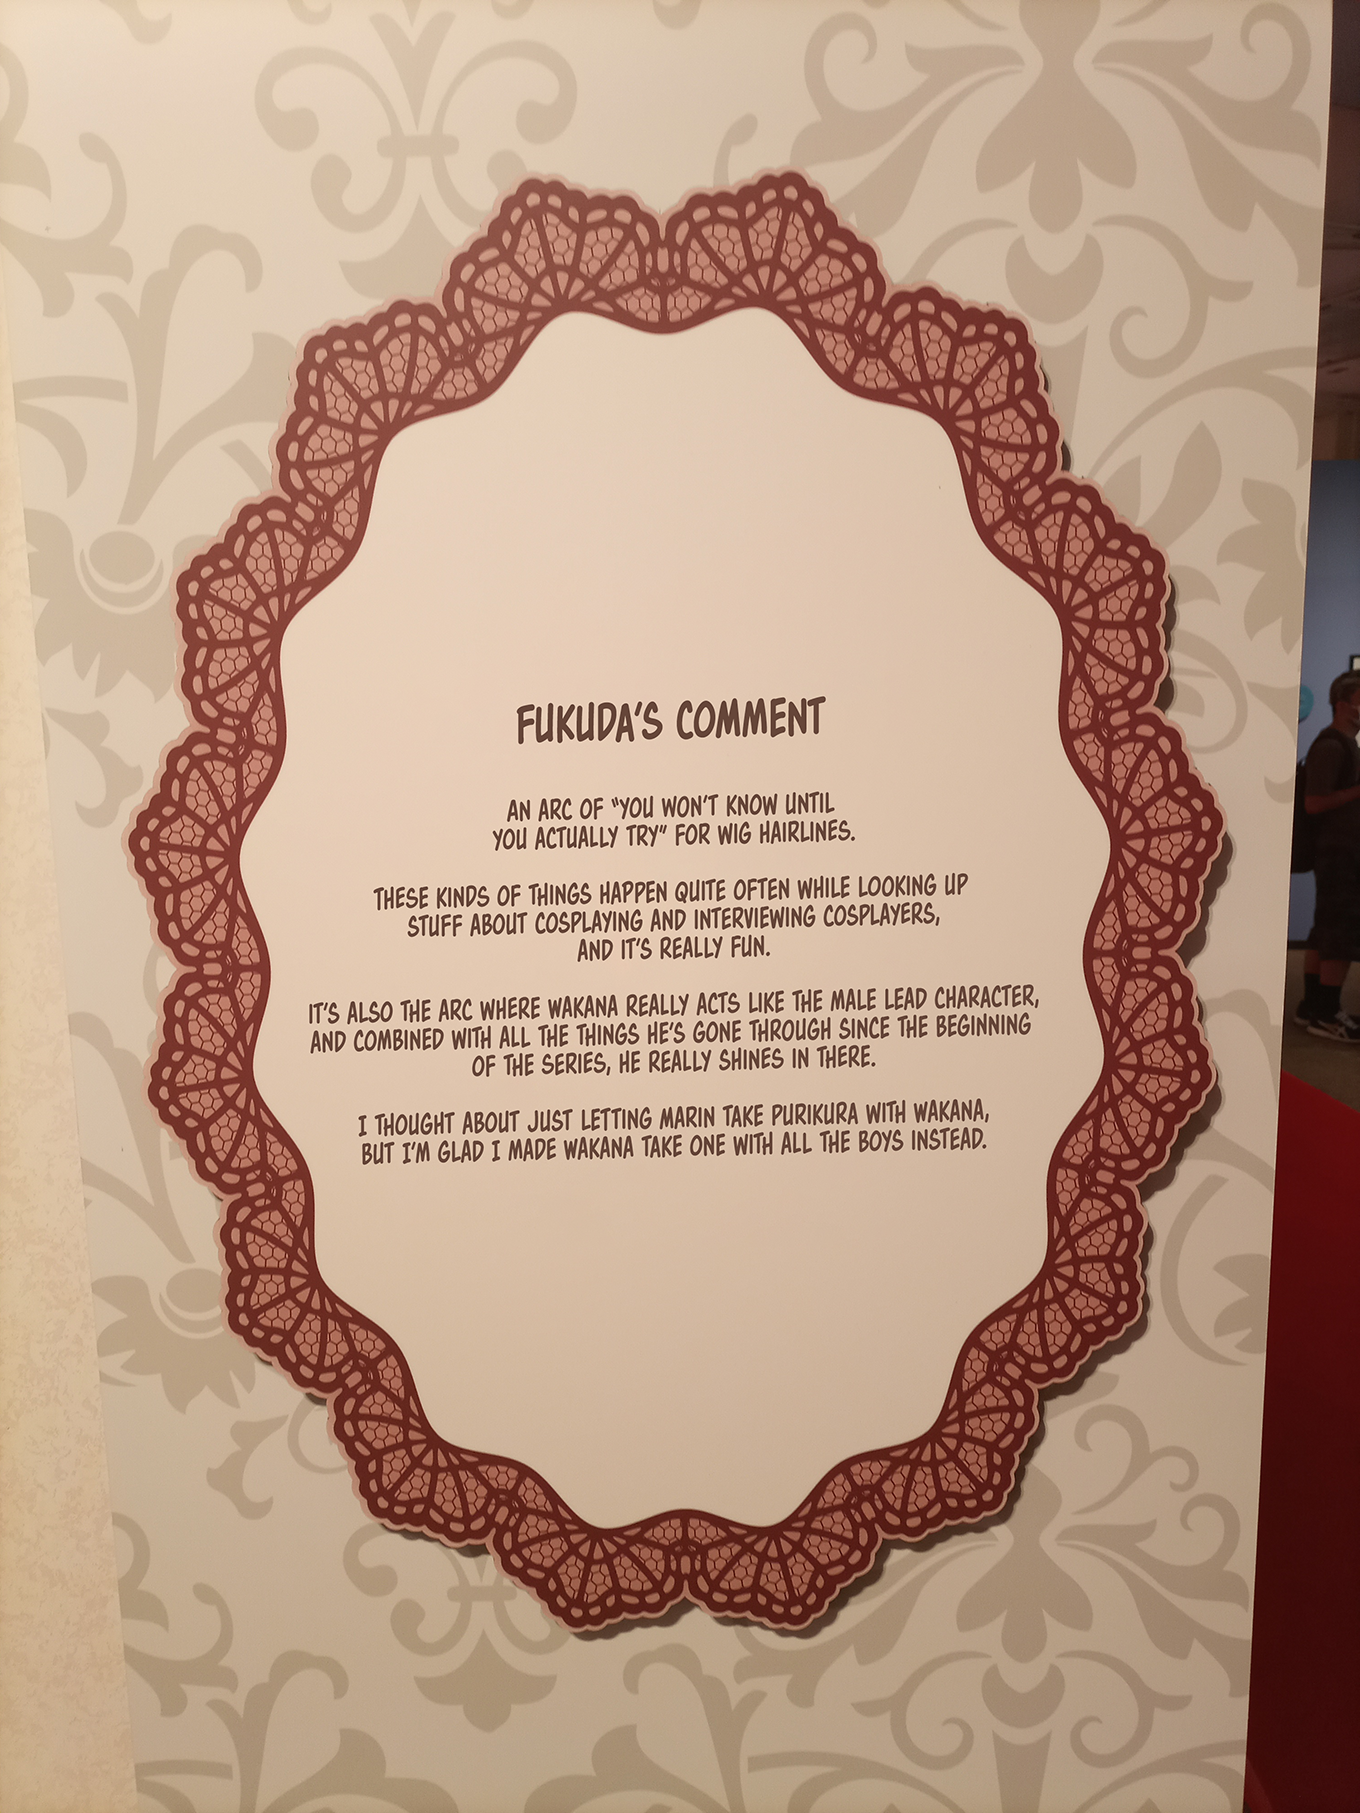 FUKUDA'S COMMENT
AN ARC OF "YOU WON'T KNOW UNTIL
YOU ACTUALLY TRY" FOR WIG HAIRLINES.
THESE KINDS OF THINGS HAPPEN QUITE OFTEN WHILE LOOKING UP
STUFF ABOUT COSPLAYING AND INTERVIEWING COSPLAYERS,
AND IT'S REALLY FUN.
IT'S ALSO THE ARC WHERE WAKANA REALLY ACTS LIKE THE MALE LEAD CHARACTER,
AND COMBINED WITH ALL THE THINGS HE'S GONE THROUGH SINCE THE BEGINNING
OF THE SERIES, HE REALLY SHINES IN THERE.
I THOUGHT ABOUT JUST LETTING MARIN TAKE PURIKURA WITH WAKANA,
BUT I'M GLAD I MADE WAKANA TAKE ONE WITH ALL THE BOYS INSTEAD.